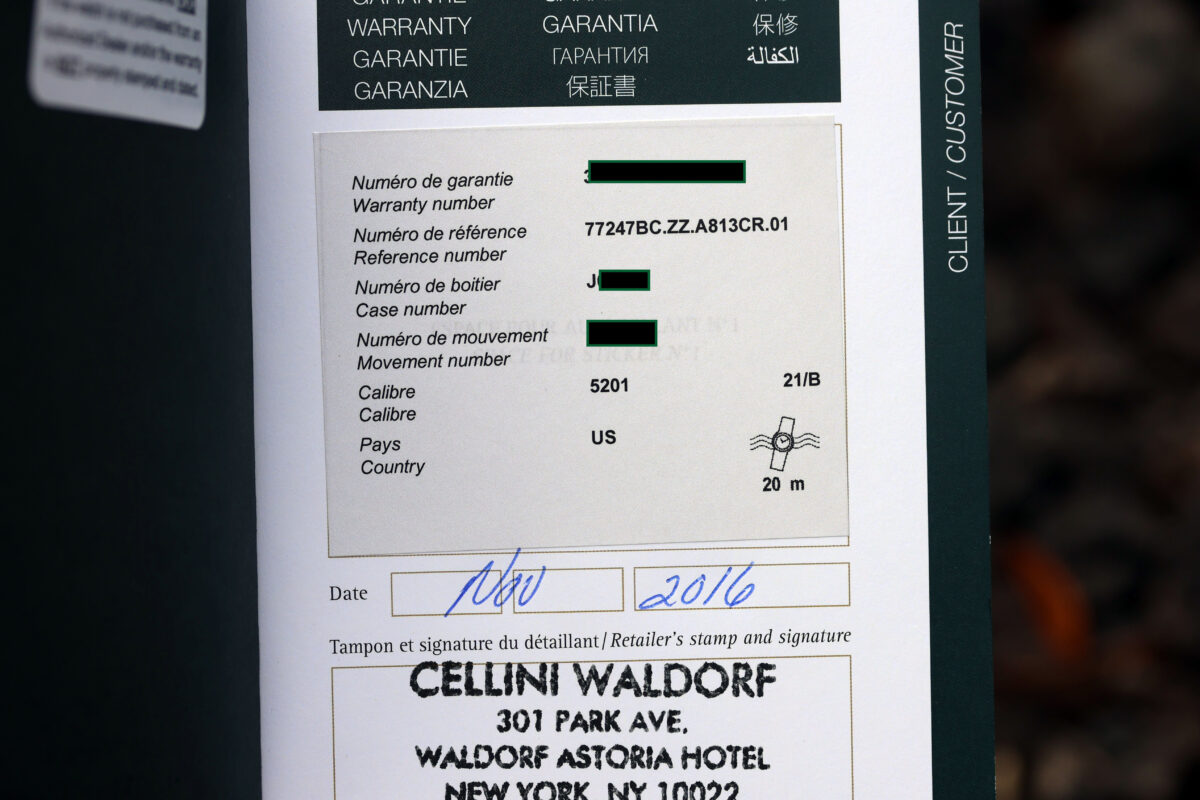 WARRANTY GARANTIA 保修
GARANTIE ГАРАНТИЯ الكفالة
GARANZIA 保証書
CLIENT / CUSTOMER
Numéro de garantie
Warranty number
Numéro de référence 77247BC.ZZ.A813CR.01
Reference number
Numéro de boitier J
Case number
Numéro de mouvement
Movement number
Calibre 5201 21/B
Calibre
Pays US
Country
20 m
Date Nov 2016
Tampon et signature du détaillant / Retailer's stamp and signature
CELLINI WALDORF
301 PARK AVE.
WALDORF ASTORIA HOTEL
NEW YORK, NY 10022